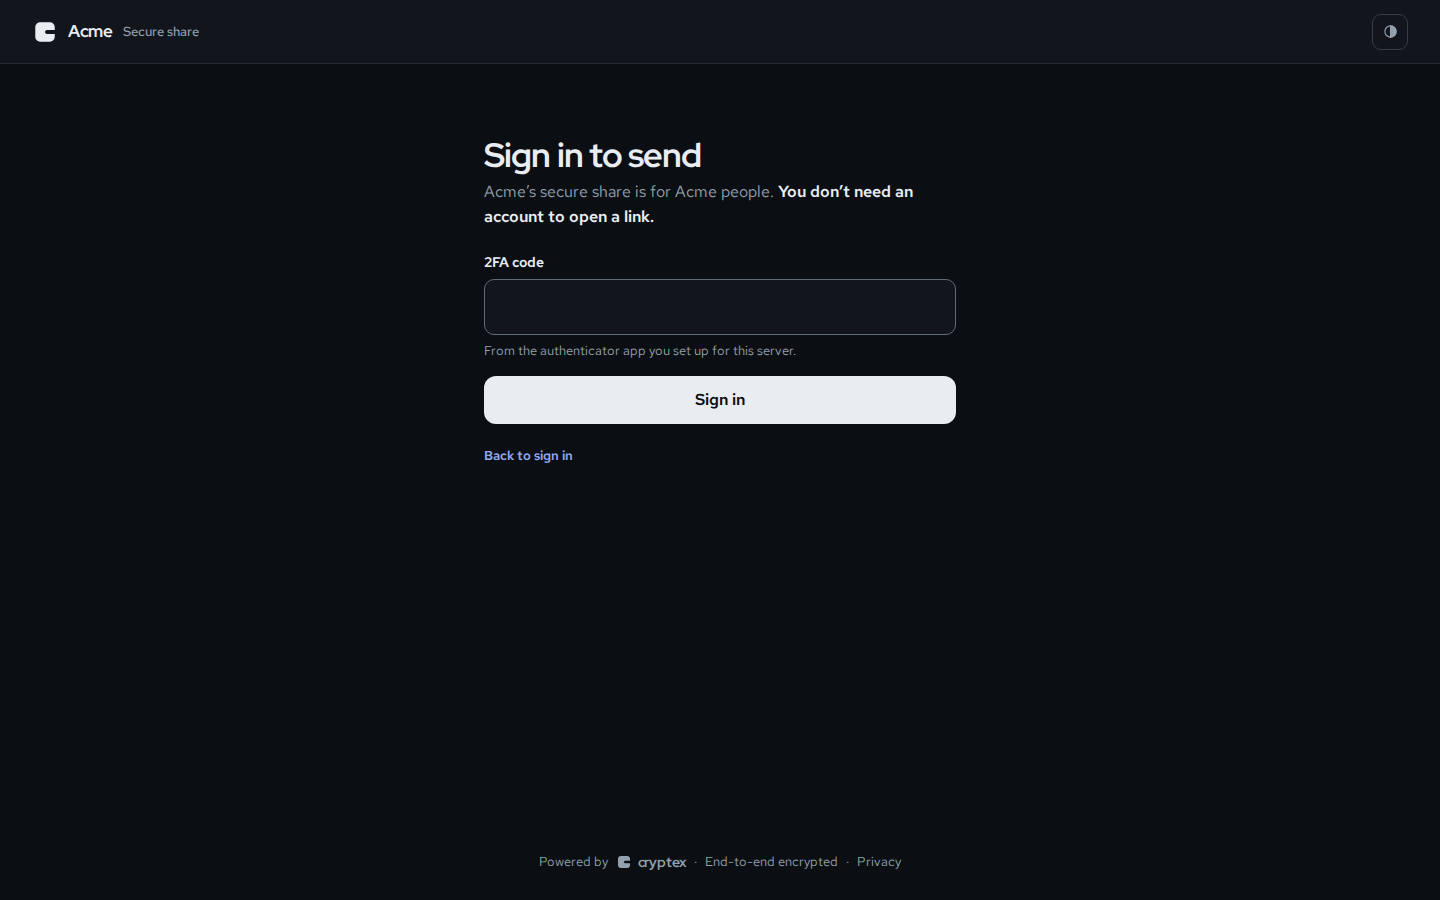 Acme Secure share
Sign in to send
Acme’s secure share is for Acme people. You don’t need an
account to open a link.
2FA code
From the authenticator app you set up for this server.
Sign in
Back to sign in
Powered by cryptex · End-to-end encrypted · Privacy